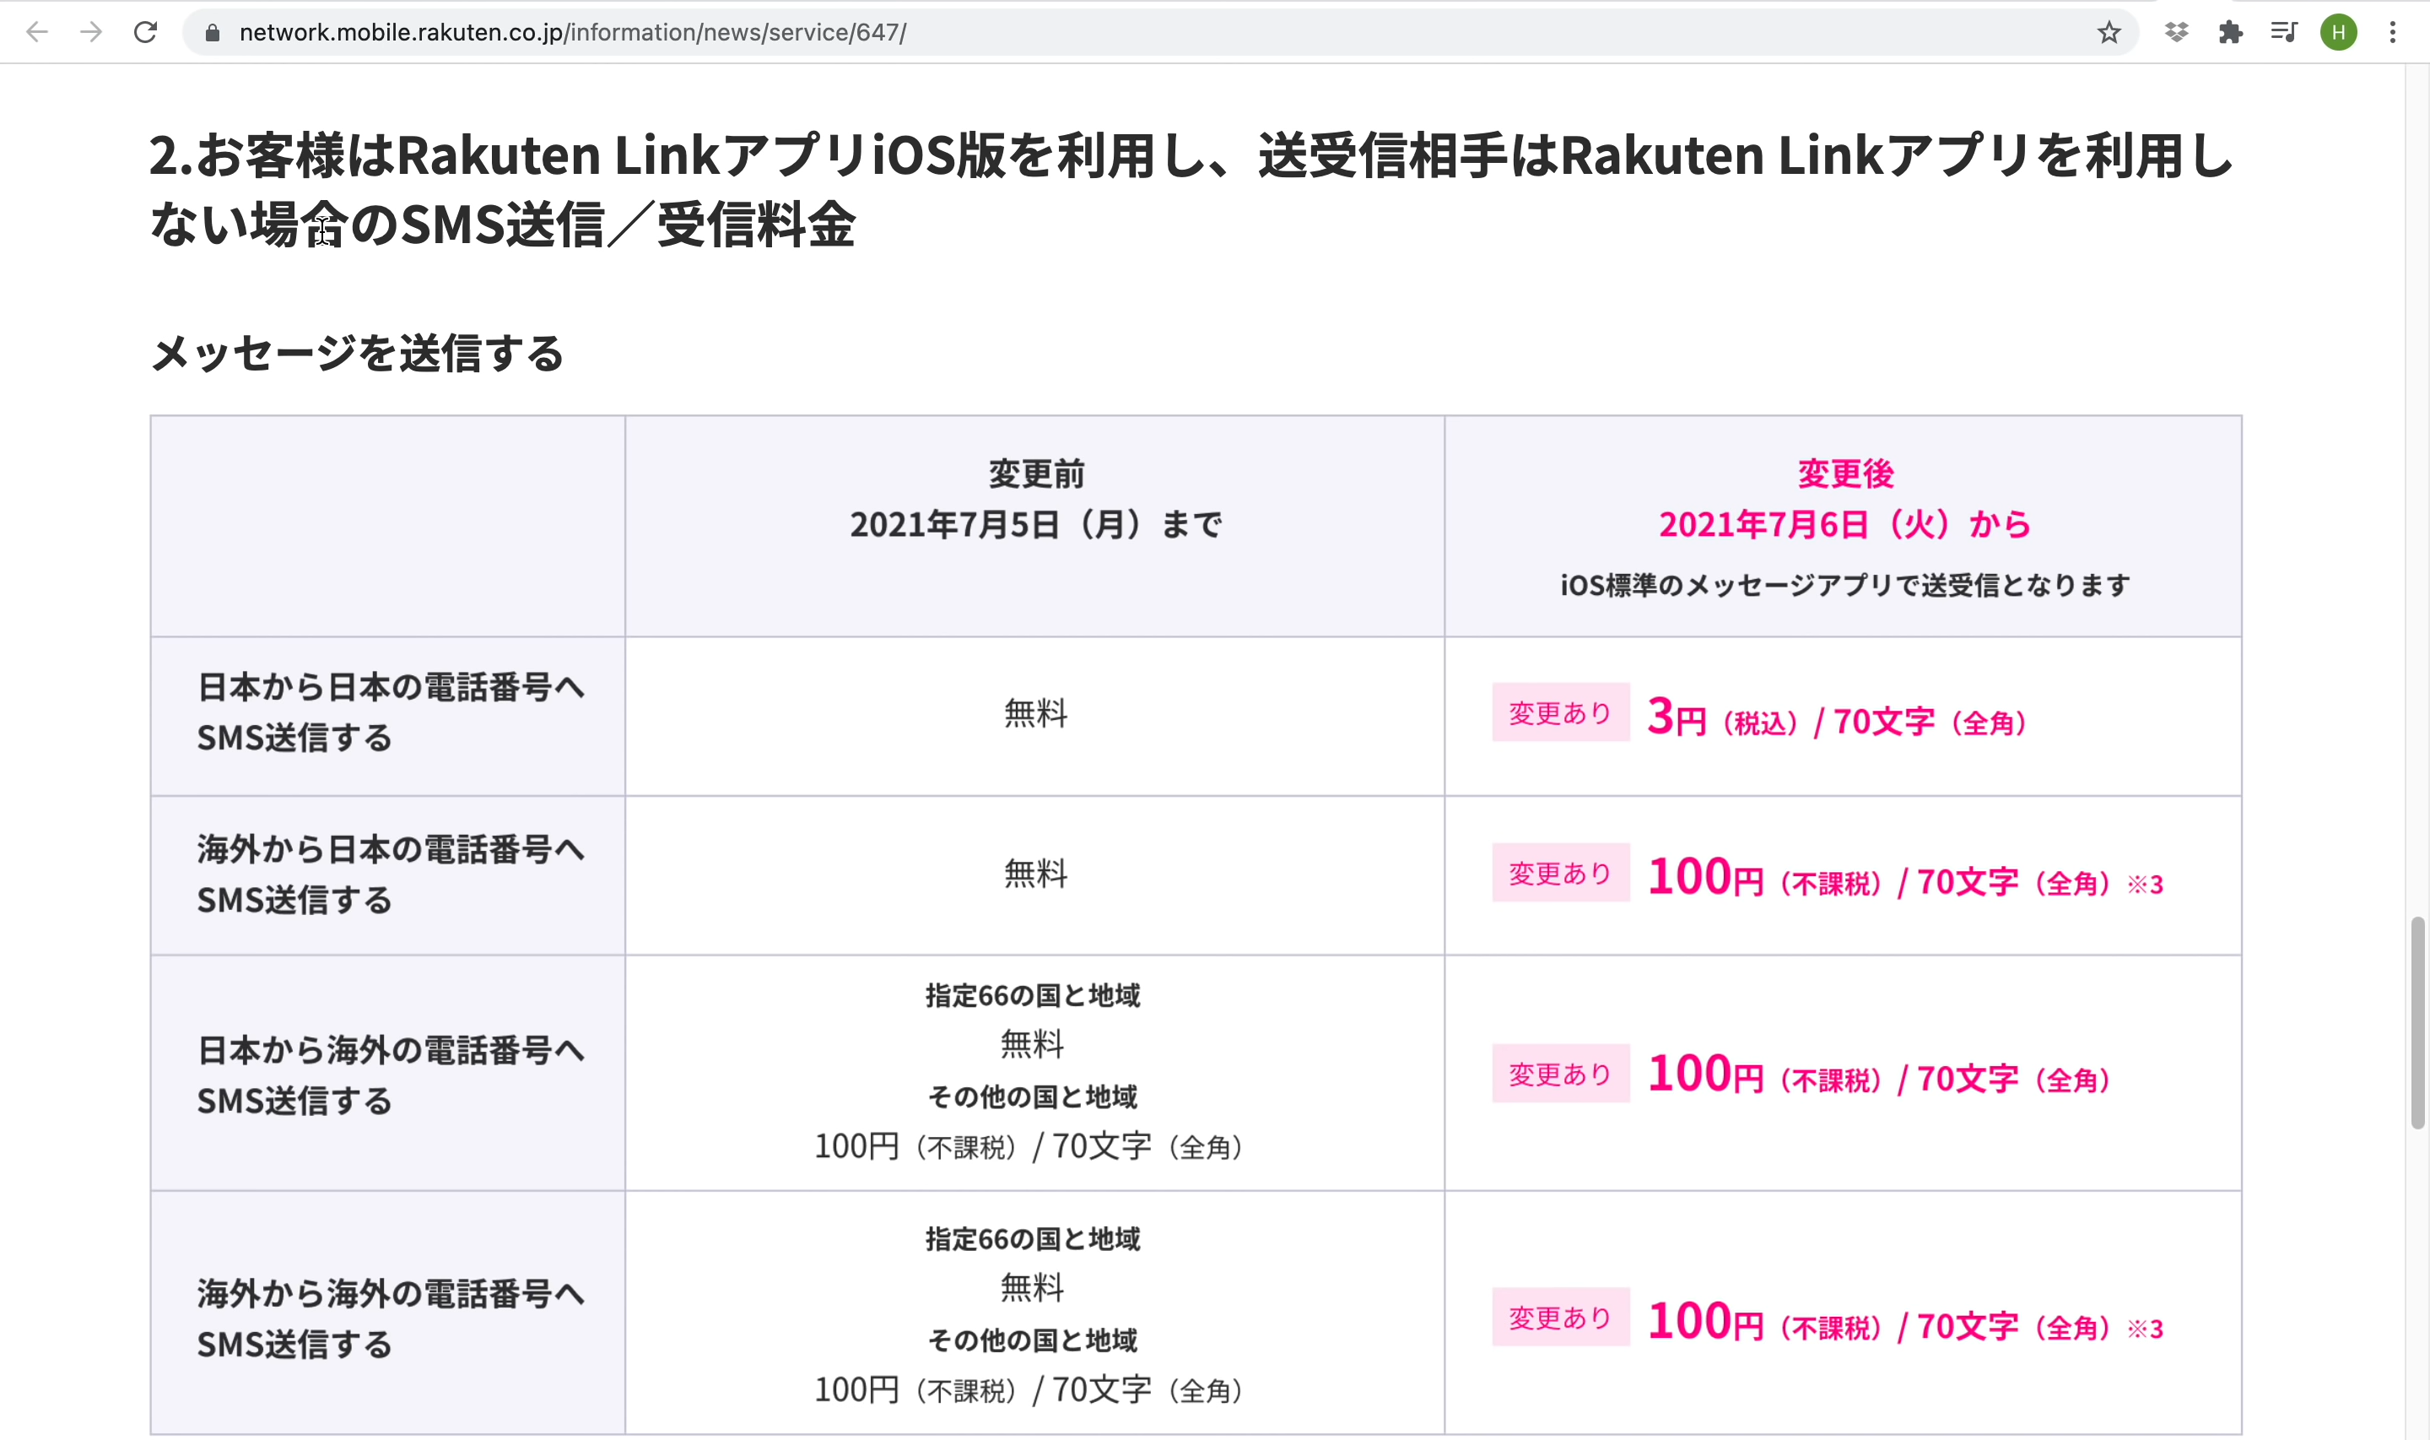 network.mobile.rakuten.co.jp/information/news/service/647/
H
2.お客様はRakuten LinkアプリiOS版を利用し、送受信相手はRakuten Linkアプリを利用し
ない場合のSMS送信／受信料金
メッセージを送信する
変更前
2021年7月5日（月）まで
変更後
2021年7月6日（火）から
iOS標準のメッセージアプリで送受信となります
日本から日本の電話番号へ
SMS送信する
無料
変更あり 3円（税込）/ 70文字（全角）
海外から日本の電話番号へ
SMS送信する
無料
変更あり 100円（不課税）/ 70文字（全角）※3
日本から海外の電話番号へ
SMS送信する
指定66の国と地域
無料
その他の国と地域
100円（不課税）/ 70文字（全角）
変更あり 100円（不課税）/ 70文字（全角）
海外から海外の電話番号へ
SMS送信する
指定66の国と地域
無料
その他の国と地域
100円（不課税）/ 70文字（全角）
変更あり 100円（不課税）/ 70文字（全角）※3